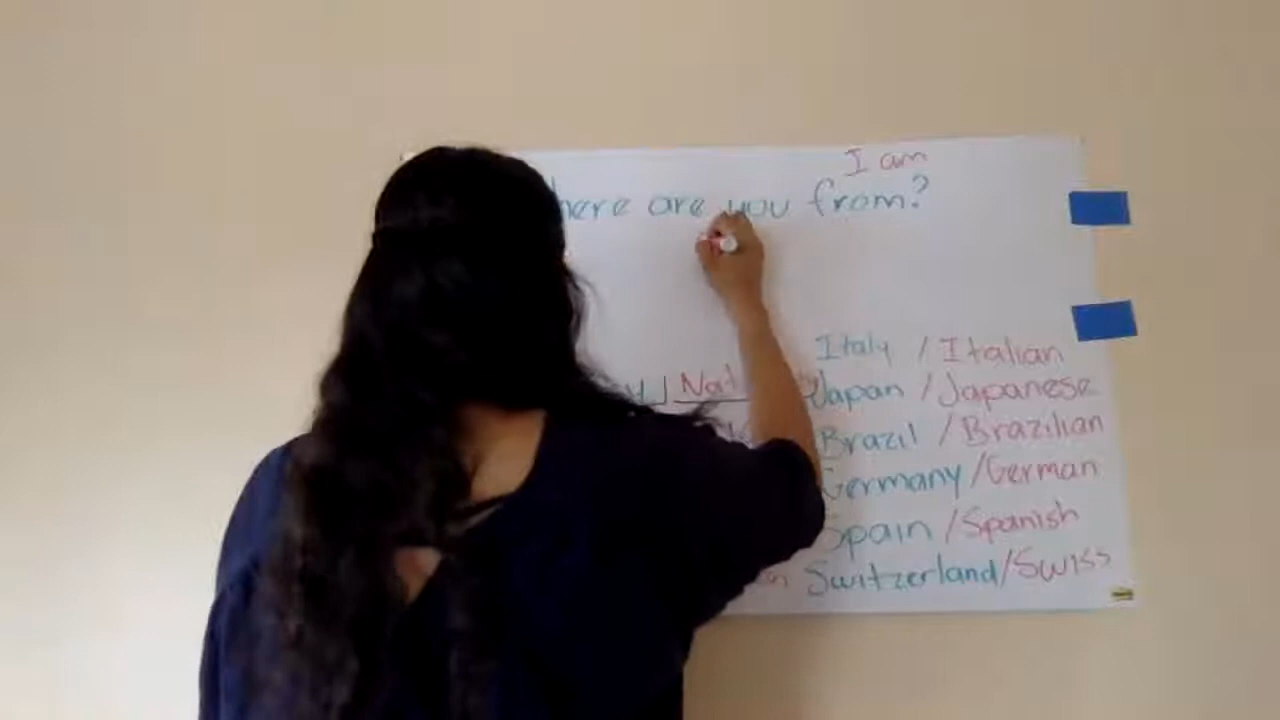 I am
here are you from?
Italy / Italian
Japan / Japanese
Brazil / Brazilian
Germany / German
Spain / Spanish
Switzerland / Swiss